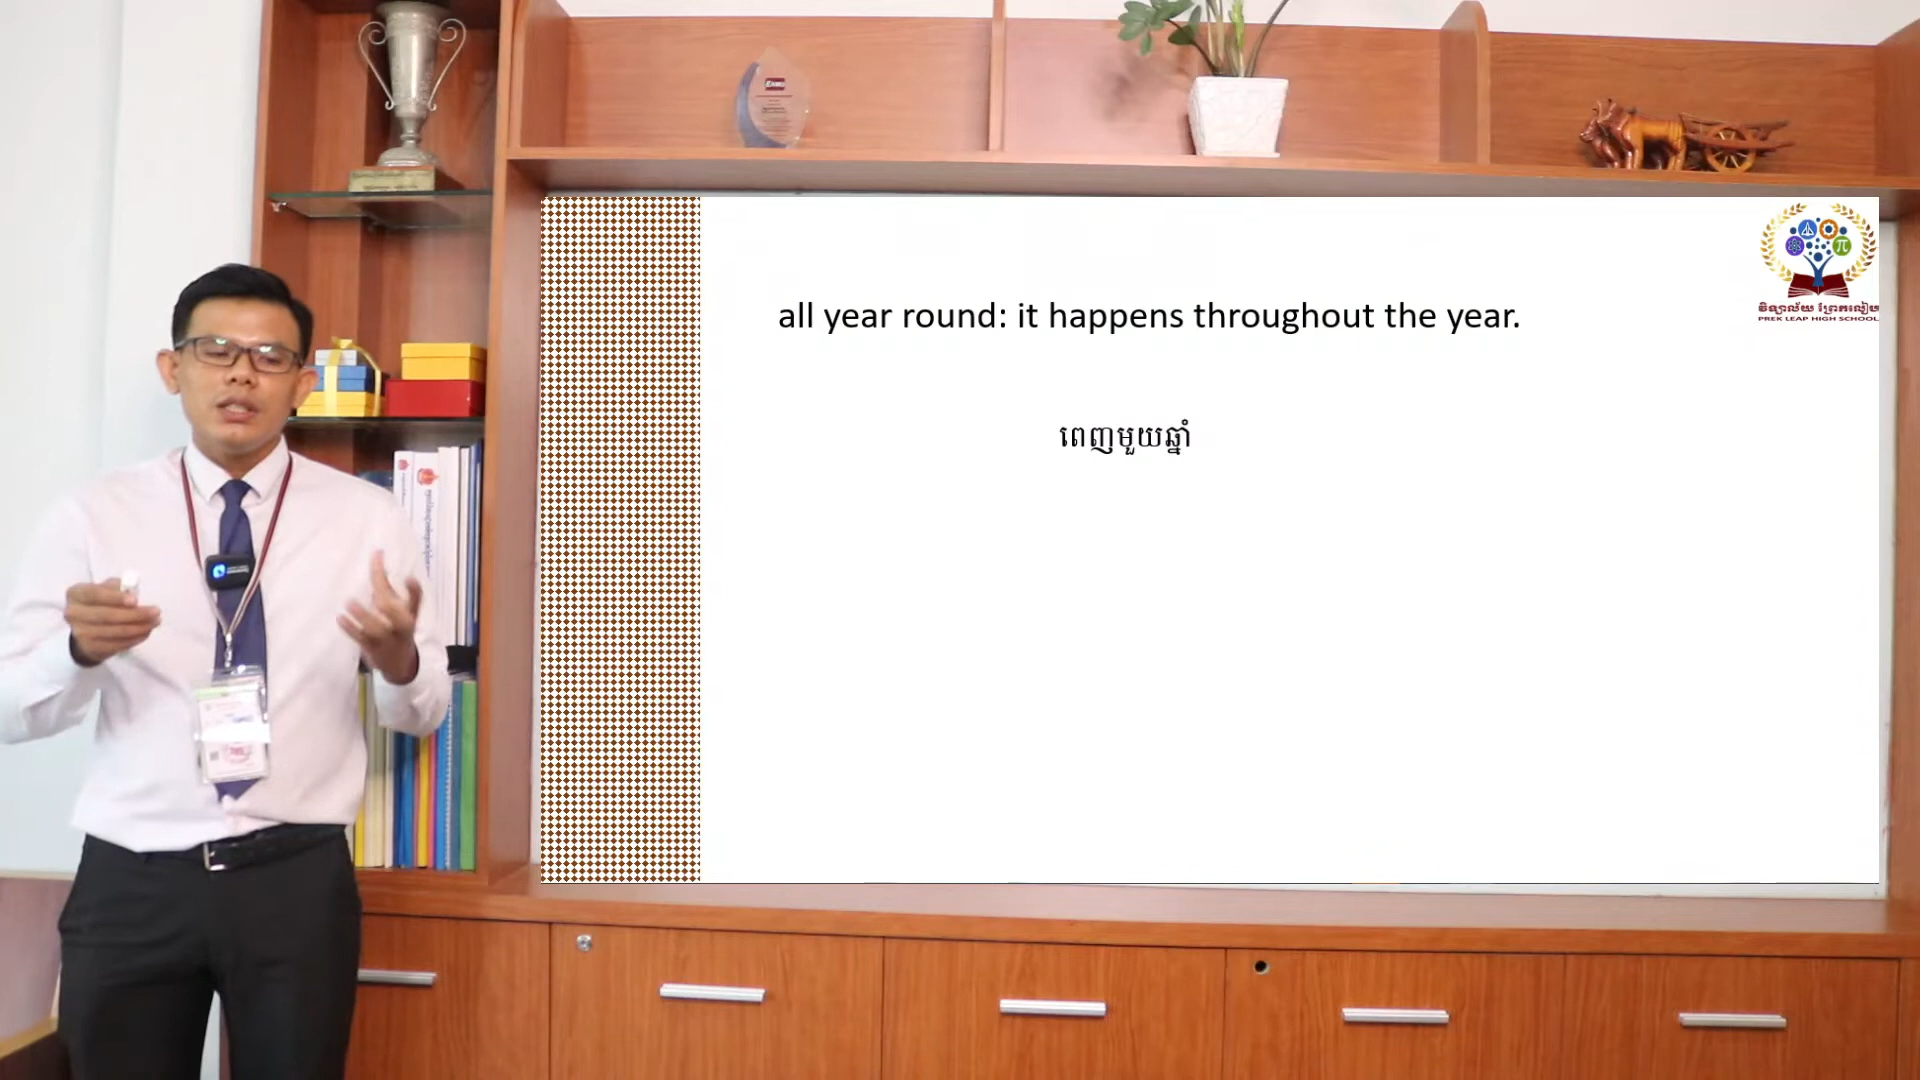 all year round: it happens throughout the year.
ពេញមួយឆ្នាំ
វិទ្យាល័យ ព្រែកលៀប
PREK LEAP HIGH SCHOOL